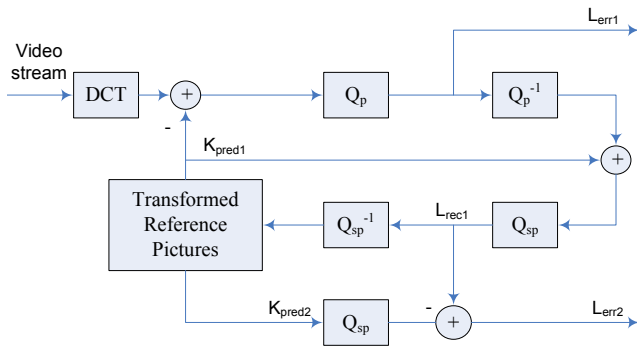 L_err1
Video
stream
DCT
+
Q_p
Q_p^-1
-
K_pred1
+
Transformed
Reference
Pictures
Q_sp^-1
L_rec1
Q_sp
K_pred2
Q_sp
-
+
L_err2